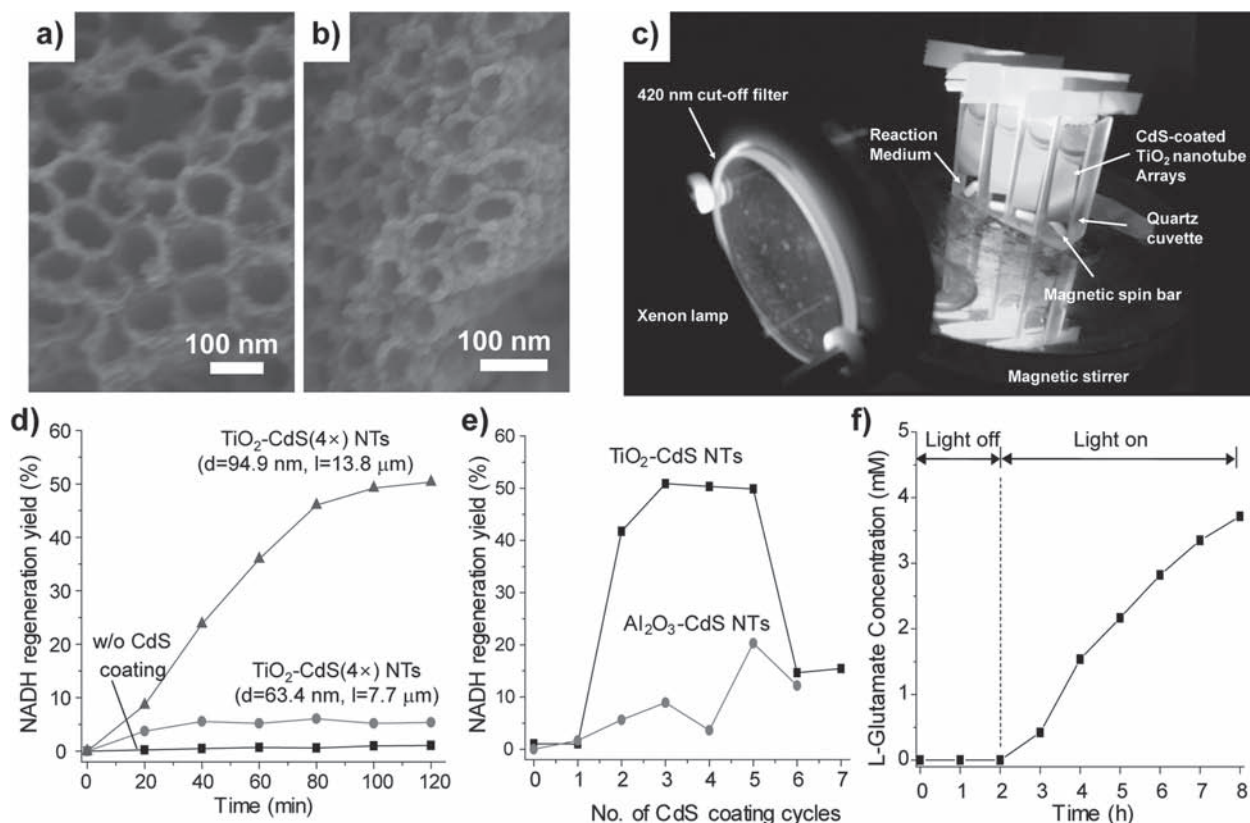 a)
100 nm
b)
100 nm
c)
420 nm cut-off filter
Reaction
Medium
CdS-coated
TiO₂ nanotube
Arrays
Quartz
cuvette
Magnetic spin bar
Xenon lamp
Magnetic stirrer
d)
NADH regeneration yield (%)
60
50
40
30
20
10
0
TiO₂-CdS(4×) NTs
(d=94.9 nm, l=13.8 μm)
w/o CdS
coating
TiO₂-CdS(4×) NTs
(d=63.4 nm, l=7.7 μm)
0 20 40 60 80 100 120
Time (min)
e)
NADH regeneration yield (%)
60
50
40
30
20
10
0
TiO₂-CdS NTs
Al₂O₃-CdS NTs
0 1 2 3 4 5 6 7
No. of CdS coating cycles
f)
L-Glutamate Concentration (mM)
5
4
3
2
1
0
Light off Light on
0 1 2 3 4 5 6 7 8
Time (h)